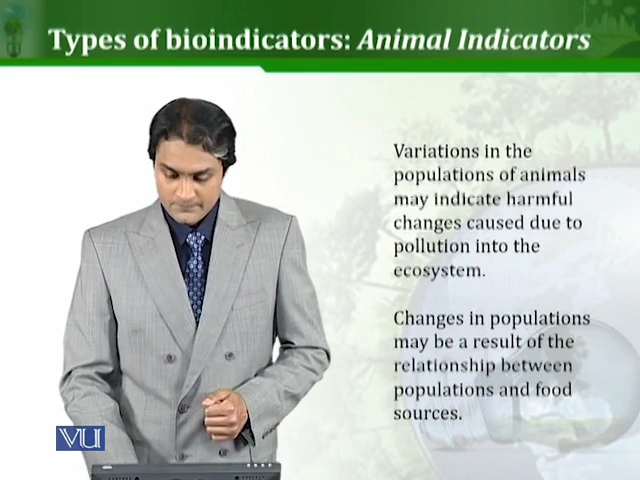 Types of bioindicators: Animal Indicators
Variations in the
populations of animals
may indicate harmful
changes caused due to
pollution into the
ecosystem.
Changes in populations
may be a result of the
relationship between
populations and food
sources.
VU